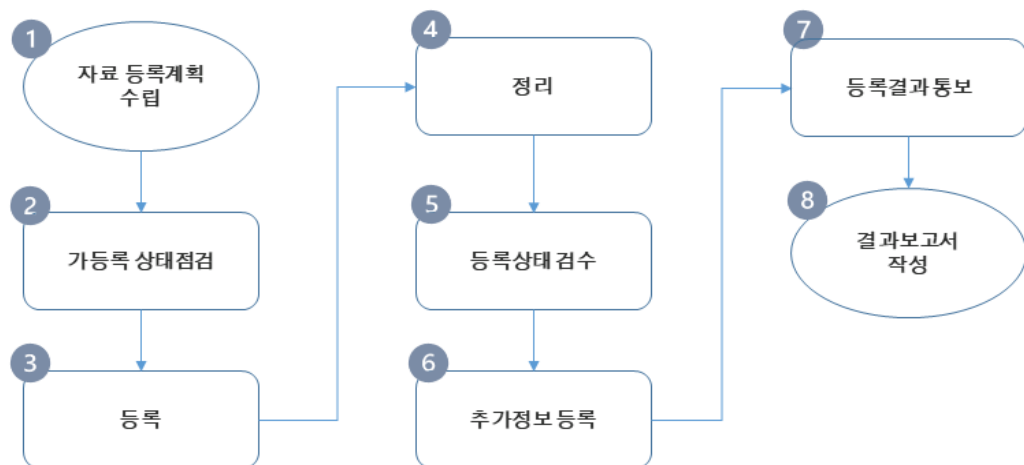 1
자료 등록계획
수립
2
가등록 상태점검
3
등록
4
정리
5
등록상태 검수
6
추가정보 등록
7
등록결과 통보
8
결과보고서
작성